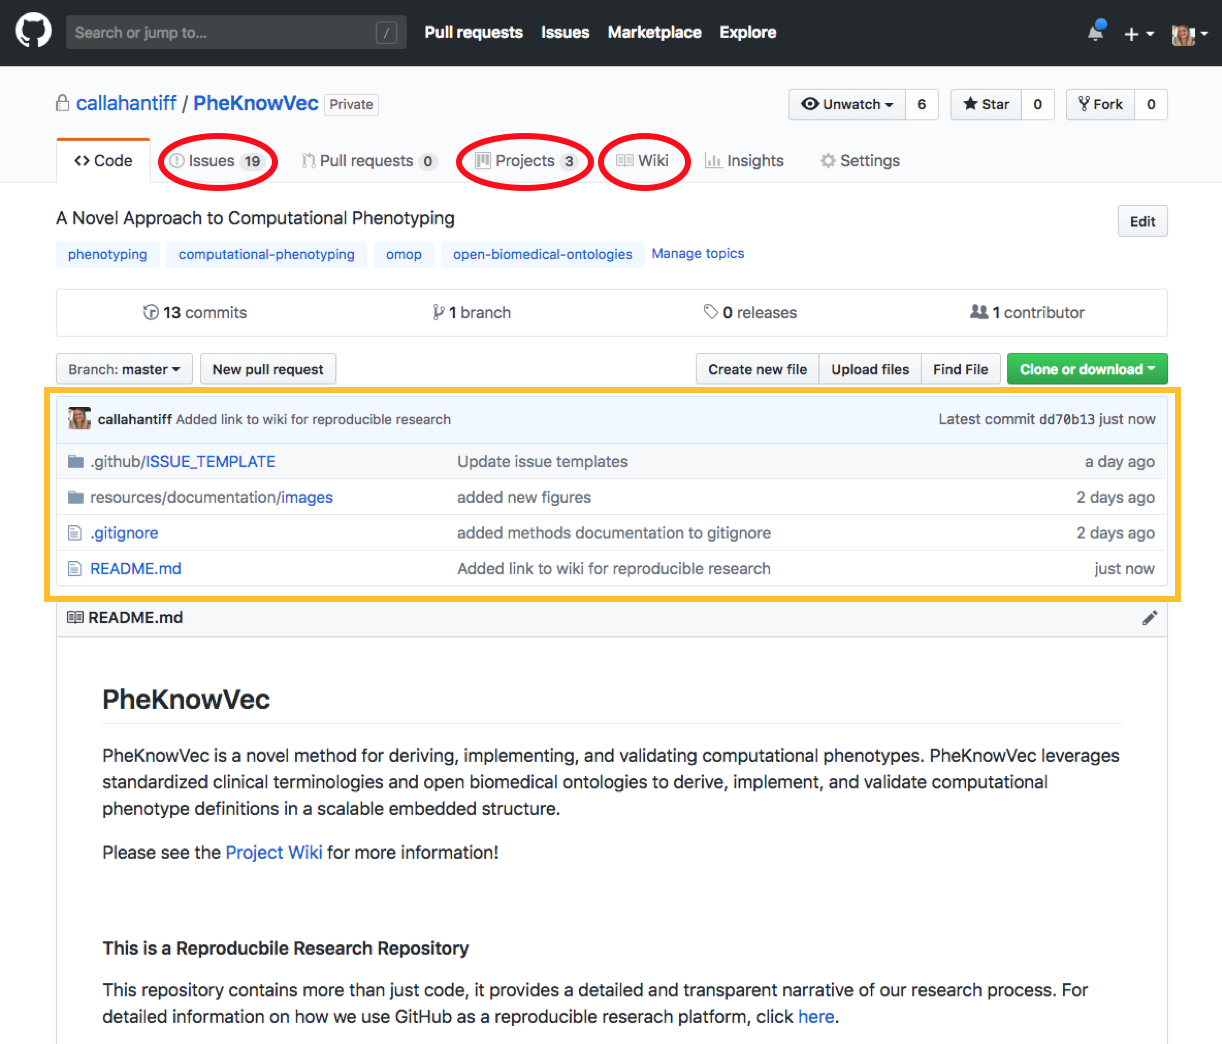 Search or jump to... / Pull requests Issues Marketplace Explore
callahantiff / PheKnowVec Private Unwatch 6 Star 0 Fork 0
Code Issues 19 Pull requests 0 Projects 3 Wiki Insights Settings
A Novel Approach to Computational Phenotyping Edit
phenotyping computational-phenotyping omop open-biomedical-ontologies Manage topics
13 commits 1 branch 0 releases 1 contributor
Branch: master New pull request Create new file Upload files Find File Clone or download
callahantiff Added link to wiki for reproducible research Latest commit dd70b13 just now
.github/ISSUE_TEMPLATE Update issue templates a day ago
resources/documentation/images added new figures 2 days ago
.gitignore added methods documentation to gitignore 2 days ago
README.md Added link to wiki for reproducible research just now
README.md
PheKnowVec
PheKnowVec is a novel method for deriving, implementing, and validating computational phenotypes. PheKnowVec leverages
standardized clinical terminologies and open biomedical ontologies to derive, implement, and validate computational
phenotype definitions in a scalable embedded structure.
Please see the Project Wiki for more information!
This is a Reproducbile Research Repository
This repository contains more than just code, it provides a detailed and transparent narrative of our research process. For
detailed information on how we use GitHub as a reproducible reserach platform, click here.